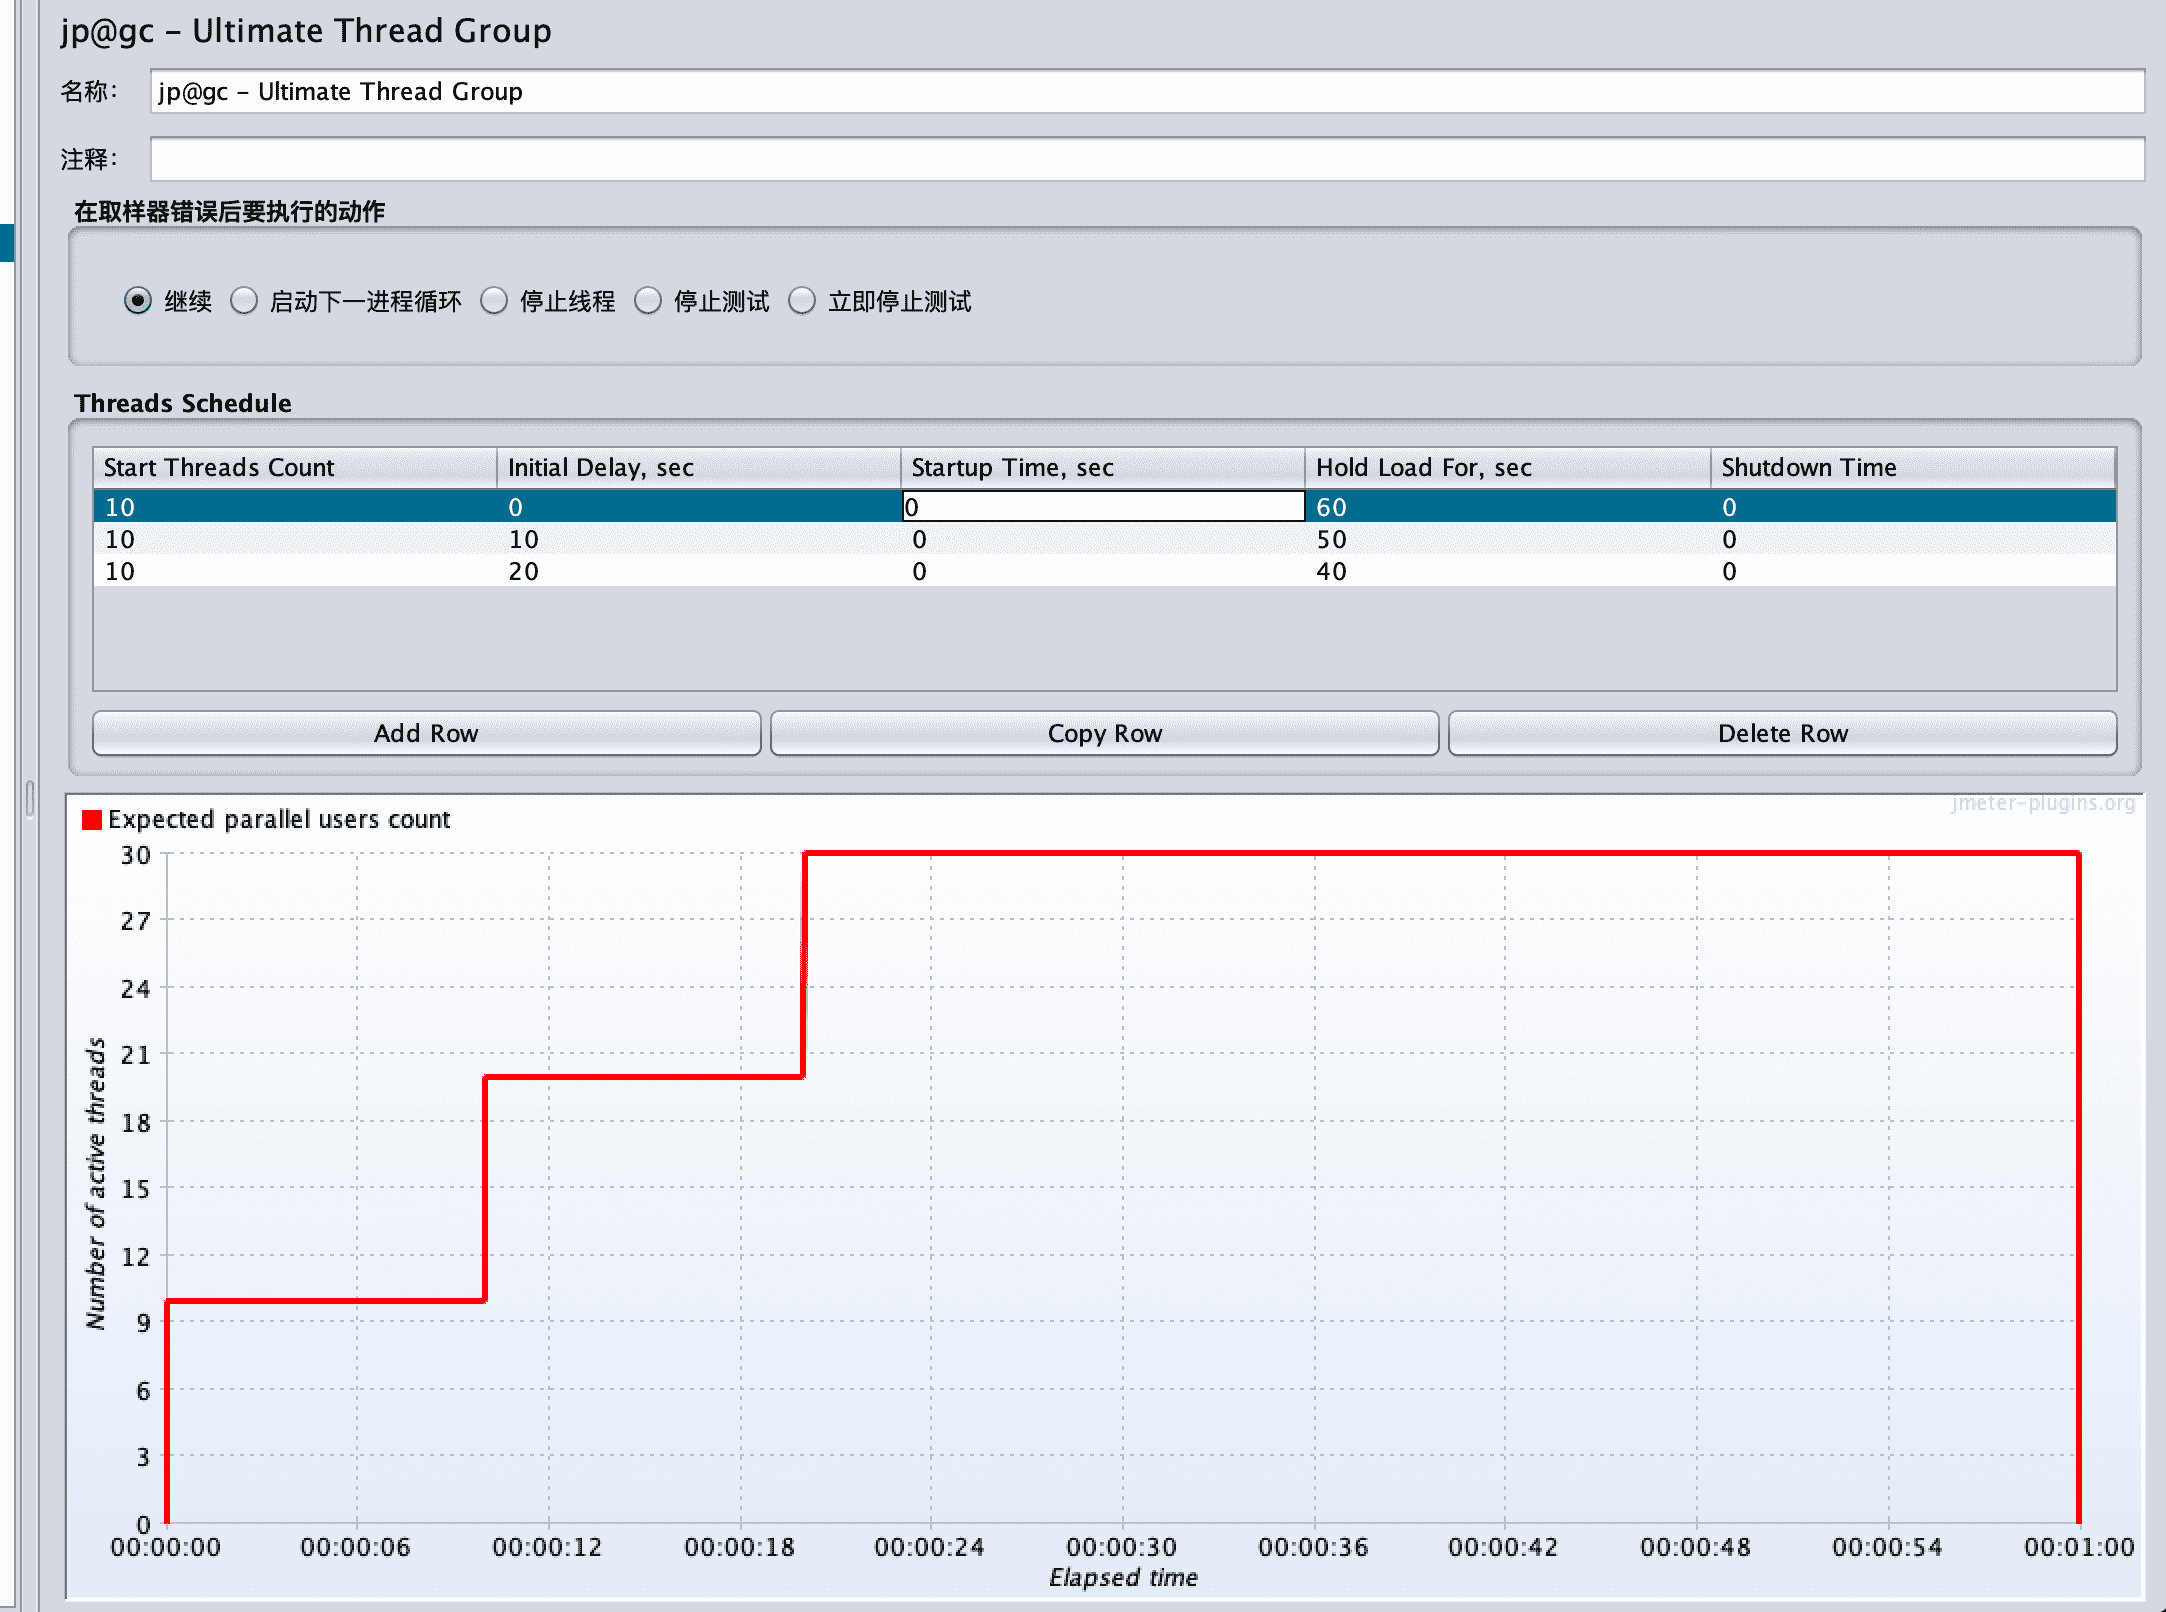 jp@gc - Ultimate Thread Group
名称： jp@gc - Ultimate Thread Group
注释：
在取样器错误后要执行的动作
继续 启动下一进程循环 停止线程 停止测试 立即停止测试
Threads Schedule
Start Threads Count Initial Delay, sec Startup Time, sec Hold Load For, sec Shutdown Time
10 0 0 60 0
10 10 0 50 0
10 20 0 40 0
Add Row Copy Row Delete Row
jmeter-plugins.org
Expected parallel users count
30
27
24
21
18
15
12
9
6
3
0
Number of active threads
00:00:00 00:00:06 00:00:12 00:00:18 00:00:24 00:00:30 00:00:36 00:00:42 00:00:48 00:00:54 00:01:00
Elapsed time